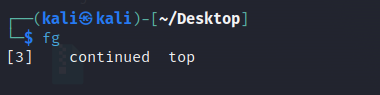 ┌──(kali㉿kali)-[~/Desktop]
└─$ fg
[3]    continued  top